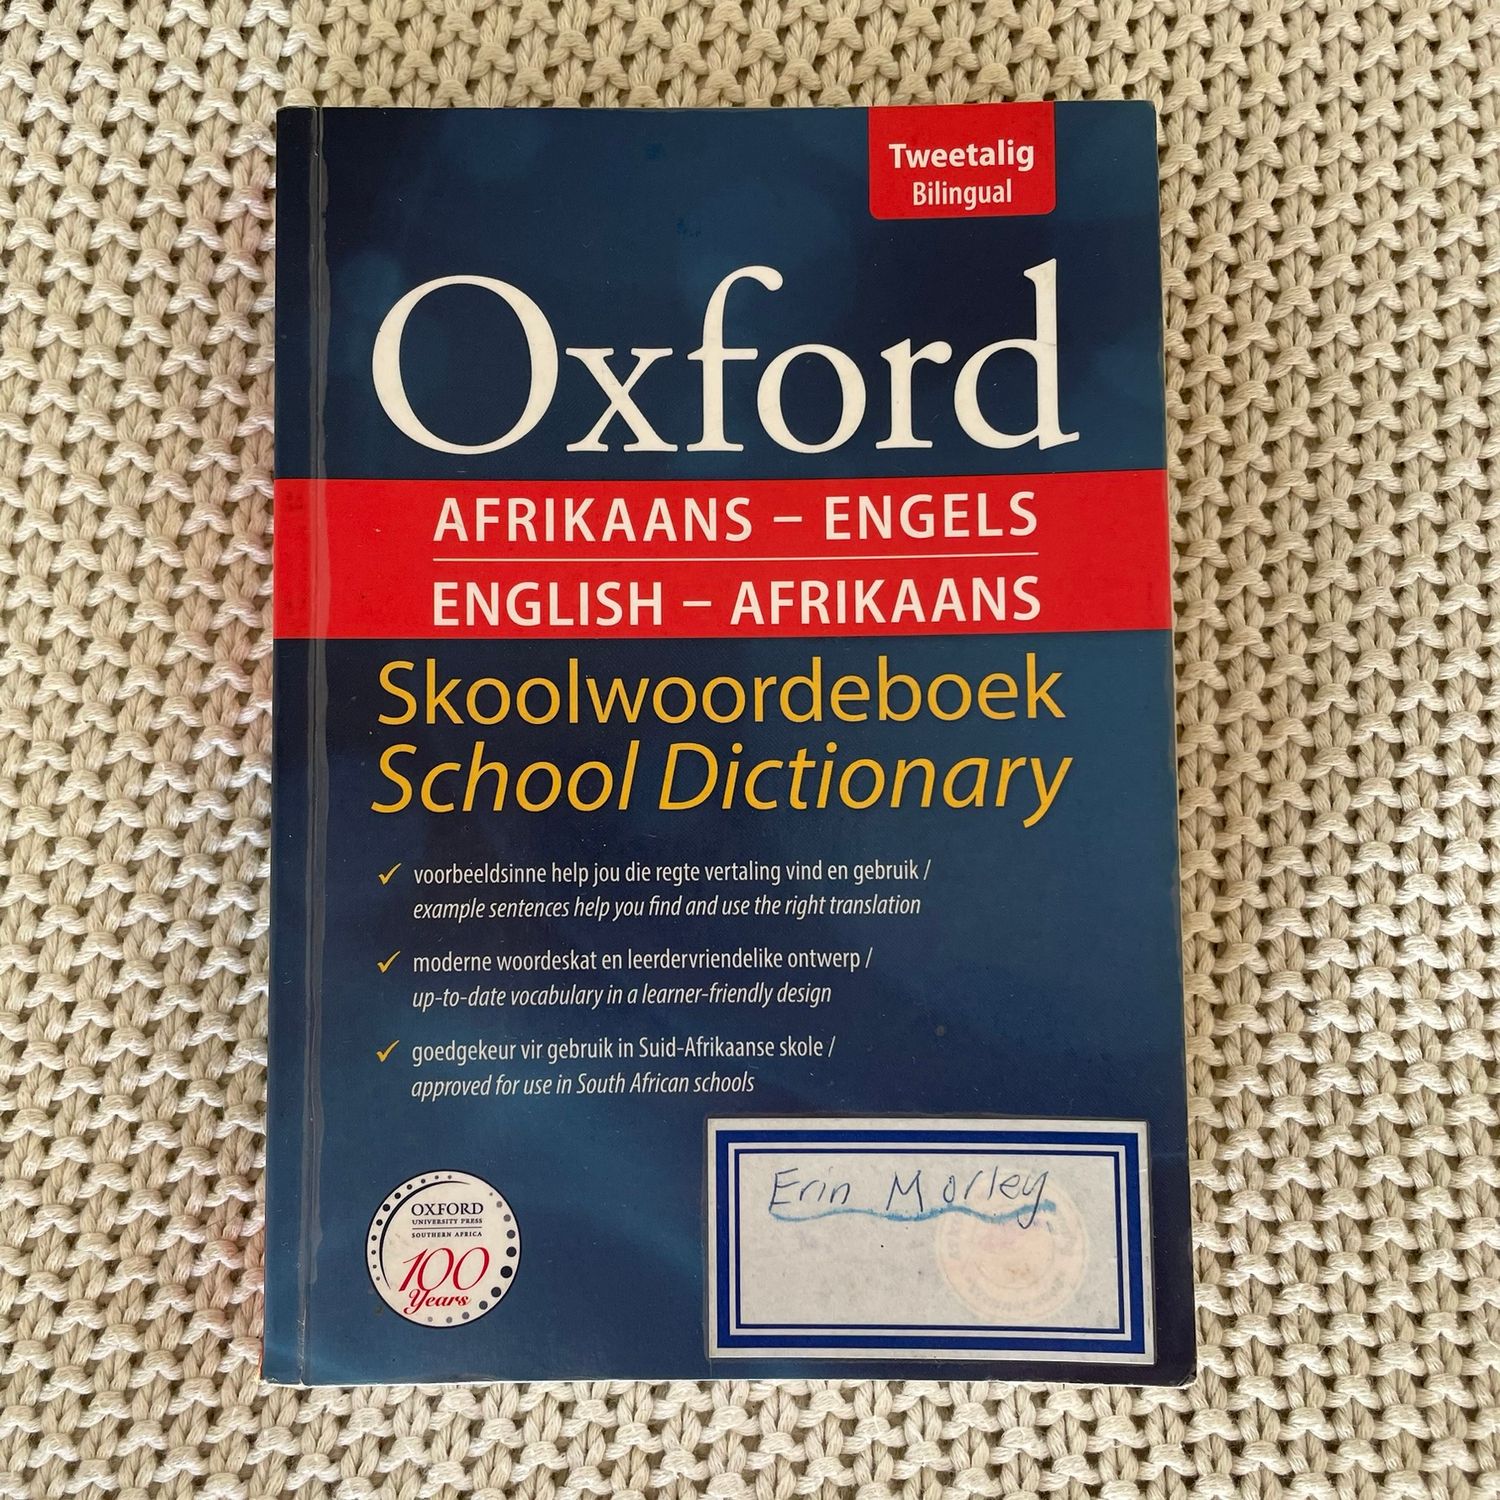 Tweetalig
Bilingual
Oxford
AFRIKAANS – ENGELS
ENGLISH – AFRIKAANS
Skoolwoordeboek
School Dictionary
voorbeeldsinne help jou die regte vertaling vind en gebruik /
example sentences help you find and use the right translation
moderne woordeskat en leerdervriendelike ontwerp /
up-to-date vocabulary in a learner-friendly design
goedgekeur vir gebruik in Suid-Afrikaanse skole /
approved for use in South African schools
OXFORD
UNIVERSITY PRESS
SOUTHERN AFRICA
100
Years
Erin Morley